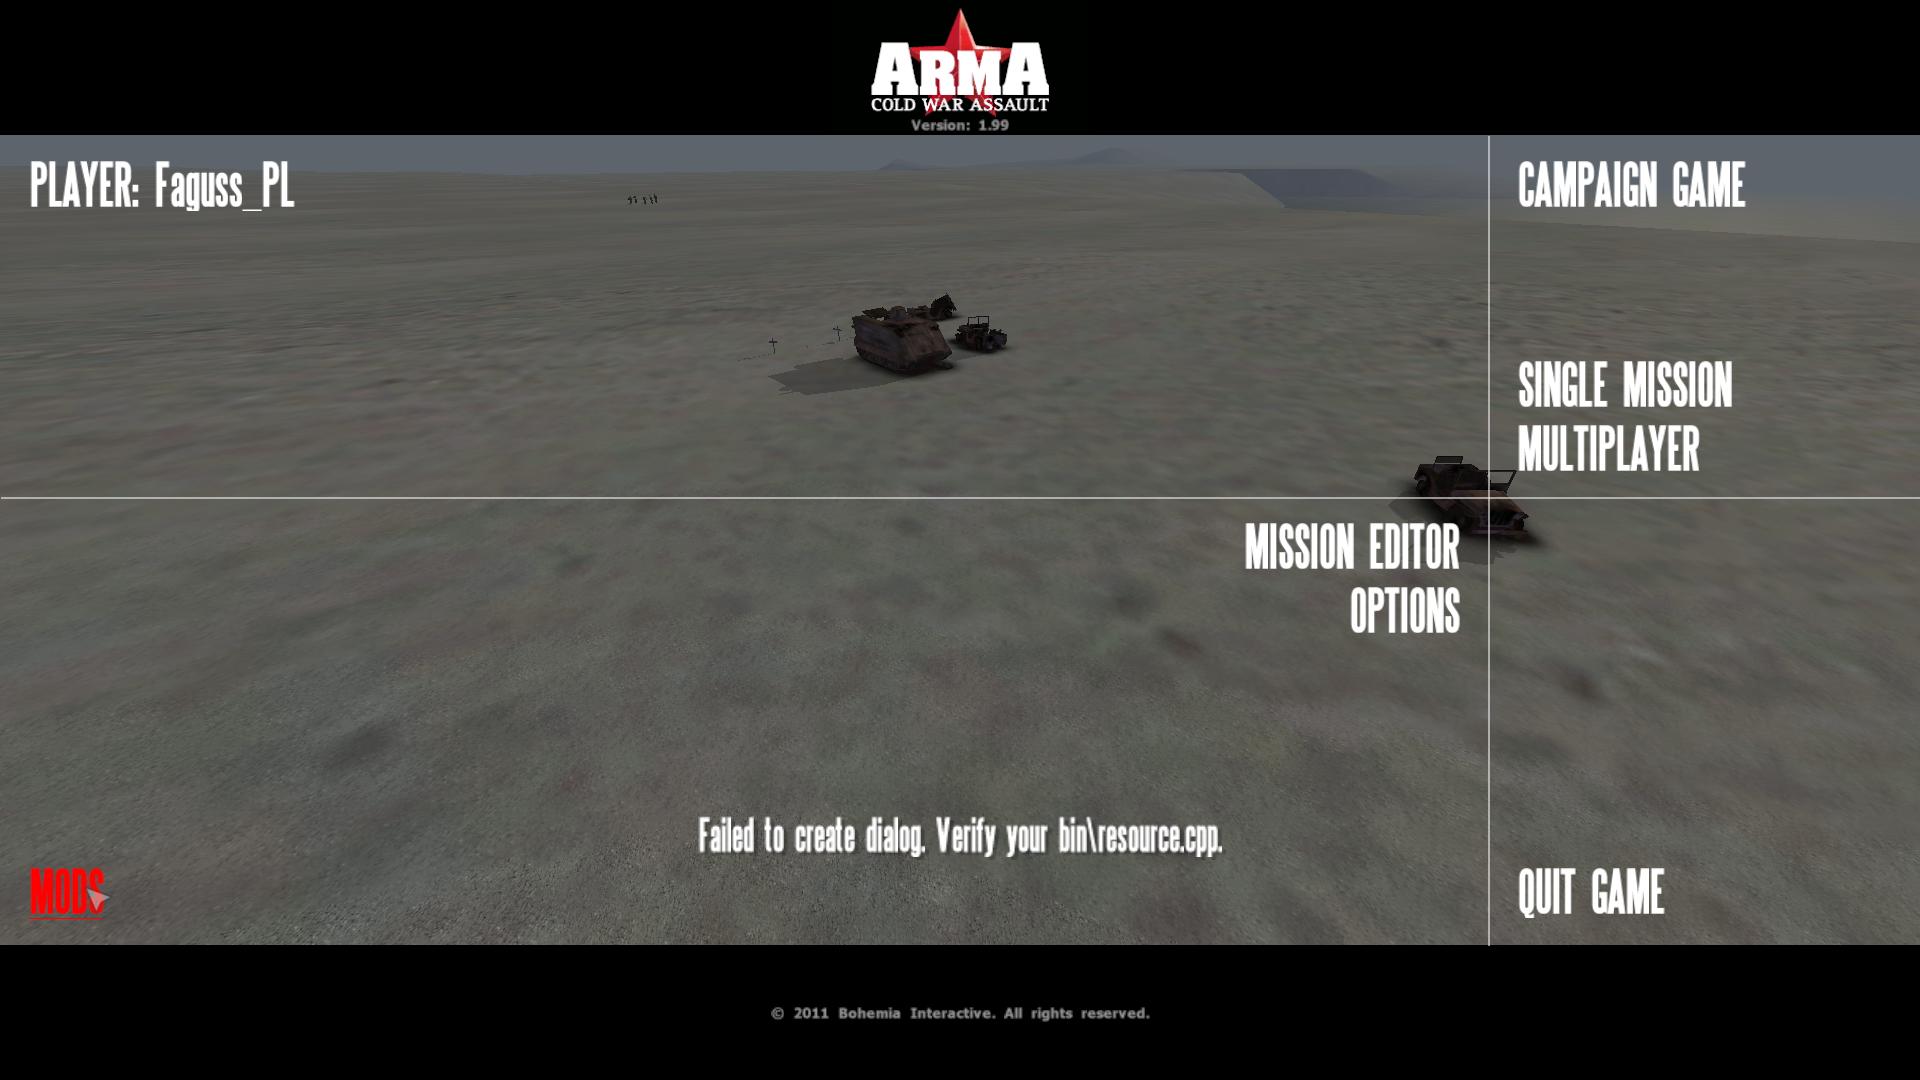 ARMA
COLD WAR ASSAULT
Version: 1.99
PLAYER: Faguss_PL
CAMPAIGN GAME
SINGLE MISSION
MULTIPLAYER
MISSION EDITOR
OPTIONS
Failed to create dialog. Verify your bin\resource.cpp.
MODS
QUIT GAME
© 2011 Bohemia Interactive. All rights reserved.